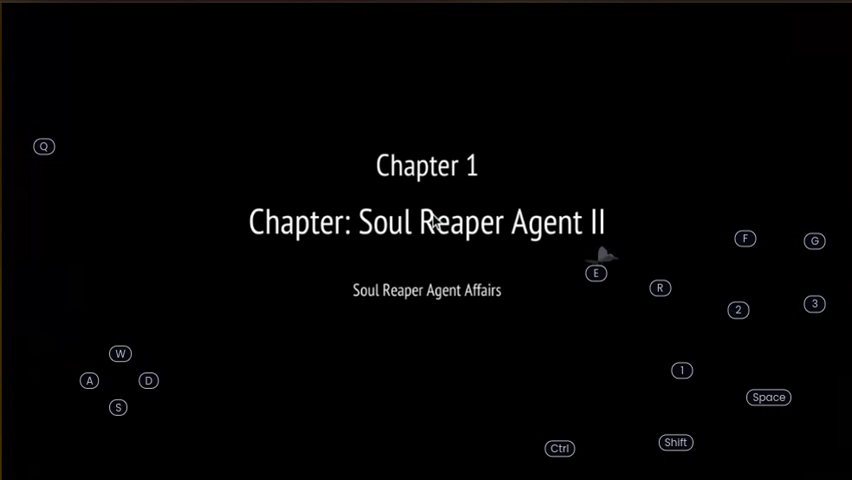 Chapter 1
Q
Chapter: Soul Reaper Agent II
F
G
E
Soul Reaper Agent Affairs
R
2
3
W
1
A
D
Space
S
Ctrl
Shift